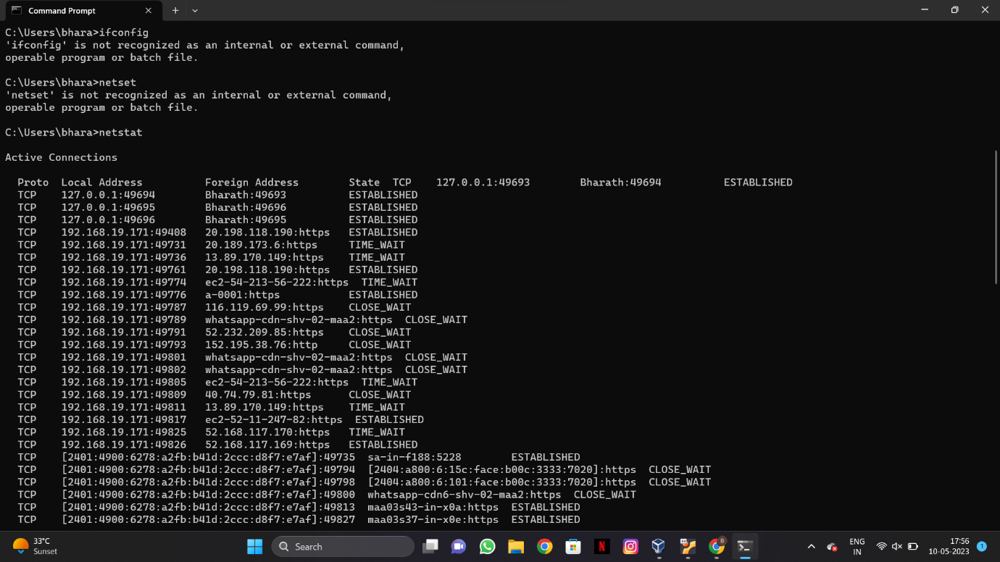 Command Prompt
C:\Users\bhara>ifconfig
'ifconfig' is not recognized as an internal or external command,
operable program or batch file.
C:\Users\bhara>netset
'netset' is not recognized as an internal or external command,
operable program or batch file.
C:\Users\bhara>netstat
Active Connections
Proto  Local Address          Foreign Address        State  TCP    127.0.0.1:49693        Bharath:49694          ESTABLISHED
TCP    127.0.0.1:49694        Bharath:49693          ESTABLISHED
TCP    127.0.0.1:49695        Bharath:49696          ESTABLISHED
TCP    127.0.0.1:49696        Bharath:49695          ESTABLISHED
TCP    192.168.19.171:49408   20.198.118.190:https   ESTABLISHED
TCP    192.168.19.171:49731   20.189.173.6:https     TIME_WAIT
TCP    192.168.19.171:49736   13.89.170.149:https    TIME_WAIT
TCP    192.168.19.171:49761   20.198.118.190:https   ESTABLISHED
TCP    192.168.19.171:49774   ec2-54-213-56-222:https  TIME_WAIT
TCP    192.168.19.171:49776   a-0001:https           ESTABLISHED
TCP    192.168.19.171:49787   116.119.69.99:https    CLOSE_WAIT
TCP    192.168.19.171:49789   whatsapp-cdn-shv-02-maa2:https  CLOSE_WAIT
TCP    192.168.19.171:49791   52.232.209.85:https    CLOSE_WAIT
TCP    192.168.19.171:49793   152.195.38.76:http     CLOSE_WAIT
TCP    192.168.19.171:49801   whatsapp-cdn-shv-02-maa2:https  CLOSE_WAIT
TCP    192.168.19.171:49802   whatsapp-cdn-shv-02-maa2:https  CLOSE_WAIT
TCP    192.168.19.171:49805   ec2-54-213-56-222:https  TIME_WAIT
TCP    192.168.19.171:49809   40.74.79.81:https      CLOSE_WAIT
TCP    192.168.19.171:49811   13.89.170.149:https    TIME_WAIT
TCP    192.168.19.171:49817   ec2-52-11-247-82:https  ESTABLISHED
TCP    192.168.19.171:49825   52.168.117.170:https   TIME_WAIT
TCP    192.168.19.171:49826   52.168.117.169:https   ESTABLISHED
TCP    [2401:4900:6278:a2fb:b41d:2ccc:d8f7:e7af]:49735  sa-in-f188:5228        ESTABLISHED
TCP    [2401:4900:6278:a2fb:b41d:2ccc:d8f7:e7af]:49794  [2404:a800:6:15c:face:b00c:3333:7020]:https  CLOSE_WAIT
TCP    [2401:4900:6278:a2fb:b41d:2ccc:d8f7:e7af]:49798  [2404:a800:6:101:face:b00c:3333:7020]:https  CLOSE_WAIT
TCP    [2401:4900:6278:a2fb:b41d:2ccc:d8f7:e7af]:49800  whatsapp-cdn6-shv-02-maa2:https  CLOSE_WAIT
TCP    [2401:4900:6278:a2fb:b41d:2ccc:d8f7:e7af]:49813  maa03s43-in-x0a:https  ESTABLISHED
TCP    [2401:4900:6278:a2fb:b41d:2ccc:d8f7:e7af]:49827  maa03s37-in-x0e:https  ESTABLISHED
33°C
Sunset
Search
N
B
ENG
IN
17:56
10-05-2023
1